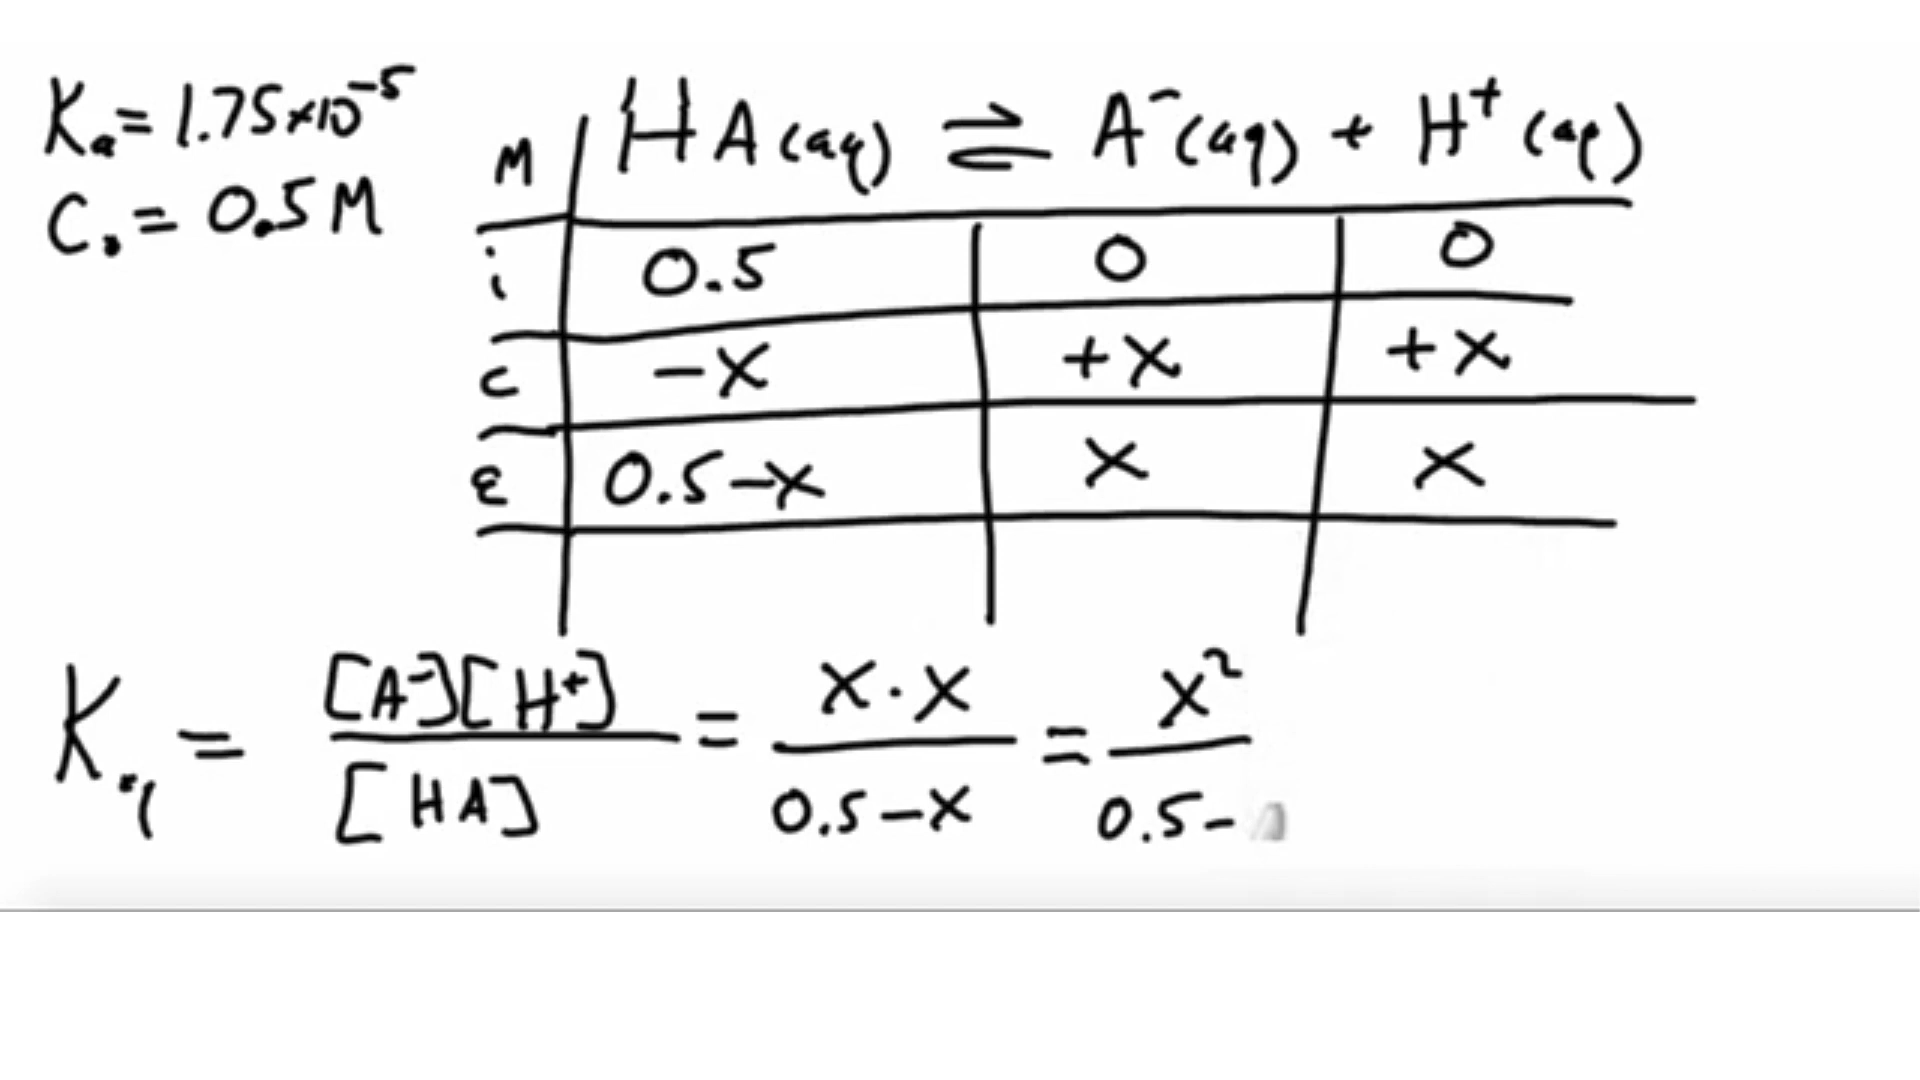 Kₐ = 1.75×10⁻⁵
C₀ = 0.5 M
M | HA(aq) ⇌ A⁻(aq) + H⁺(aq)
i | 0.5 | 0 | 0
C | -x | +x | +x
E | 0.5-x | x | x
K_eq = [A⁻][H⁺]/[HA] = x·x/0.5-x = x²/0.5-